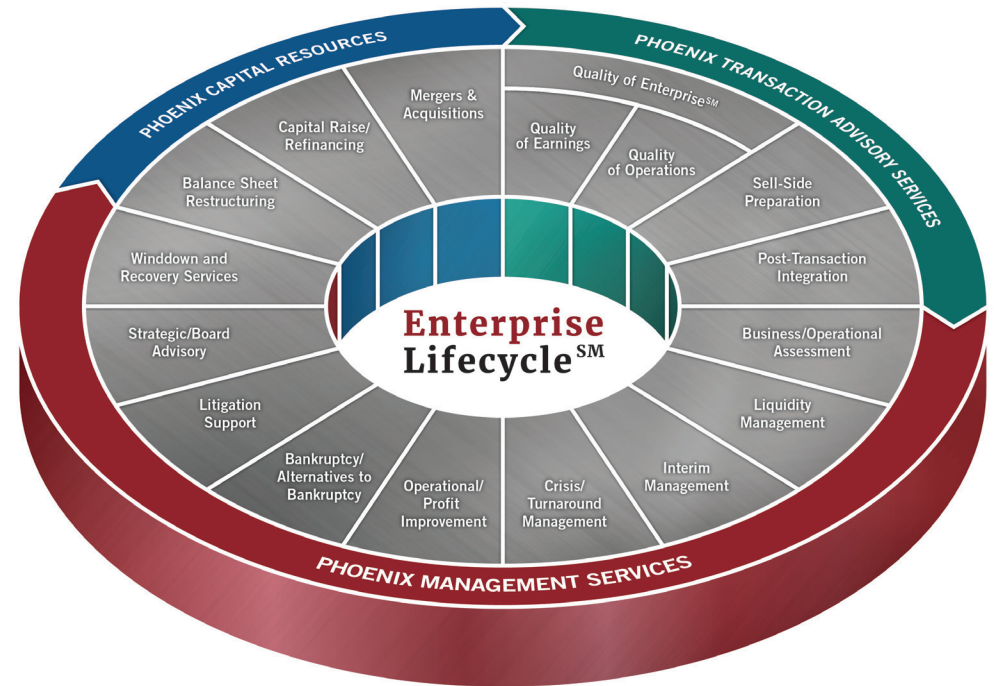 PHOENIX CAPITAL RESOURCES
PHOENIX TRANSACTION ADVISORY SERVICES
Mergers &
Acquisitions
Quality of Enterprise℠
Quality
of Earnings
Quality
of Operations
Sell-Side
Preparation
Post-Transaction
Integration
Business/Operational
Assessment
Liquidity
Management
Interim
Management
Crisis/
Turnaround
Management
Operational/
Profit
Improvement
Bankruptcy/
Alternatives to
Bankruptcy
Litigation
Support
Strategic/Board
Advisory
Winddown and
Recovery Services
Balance Sheet
Restructuring
Capital Raise/
Refinancing
Enterprise
Lifecycle℠
PHOENIX MANAGEMENT SERVICES